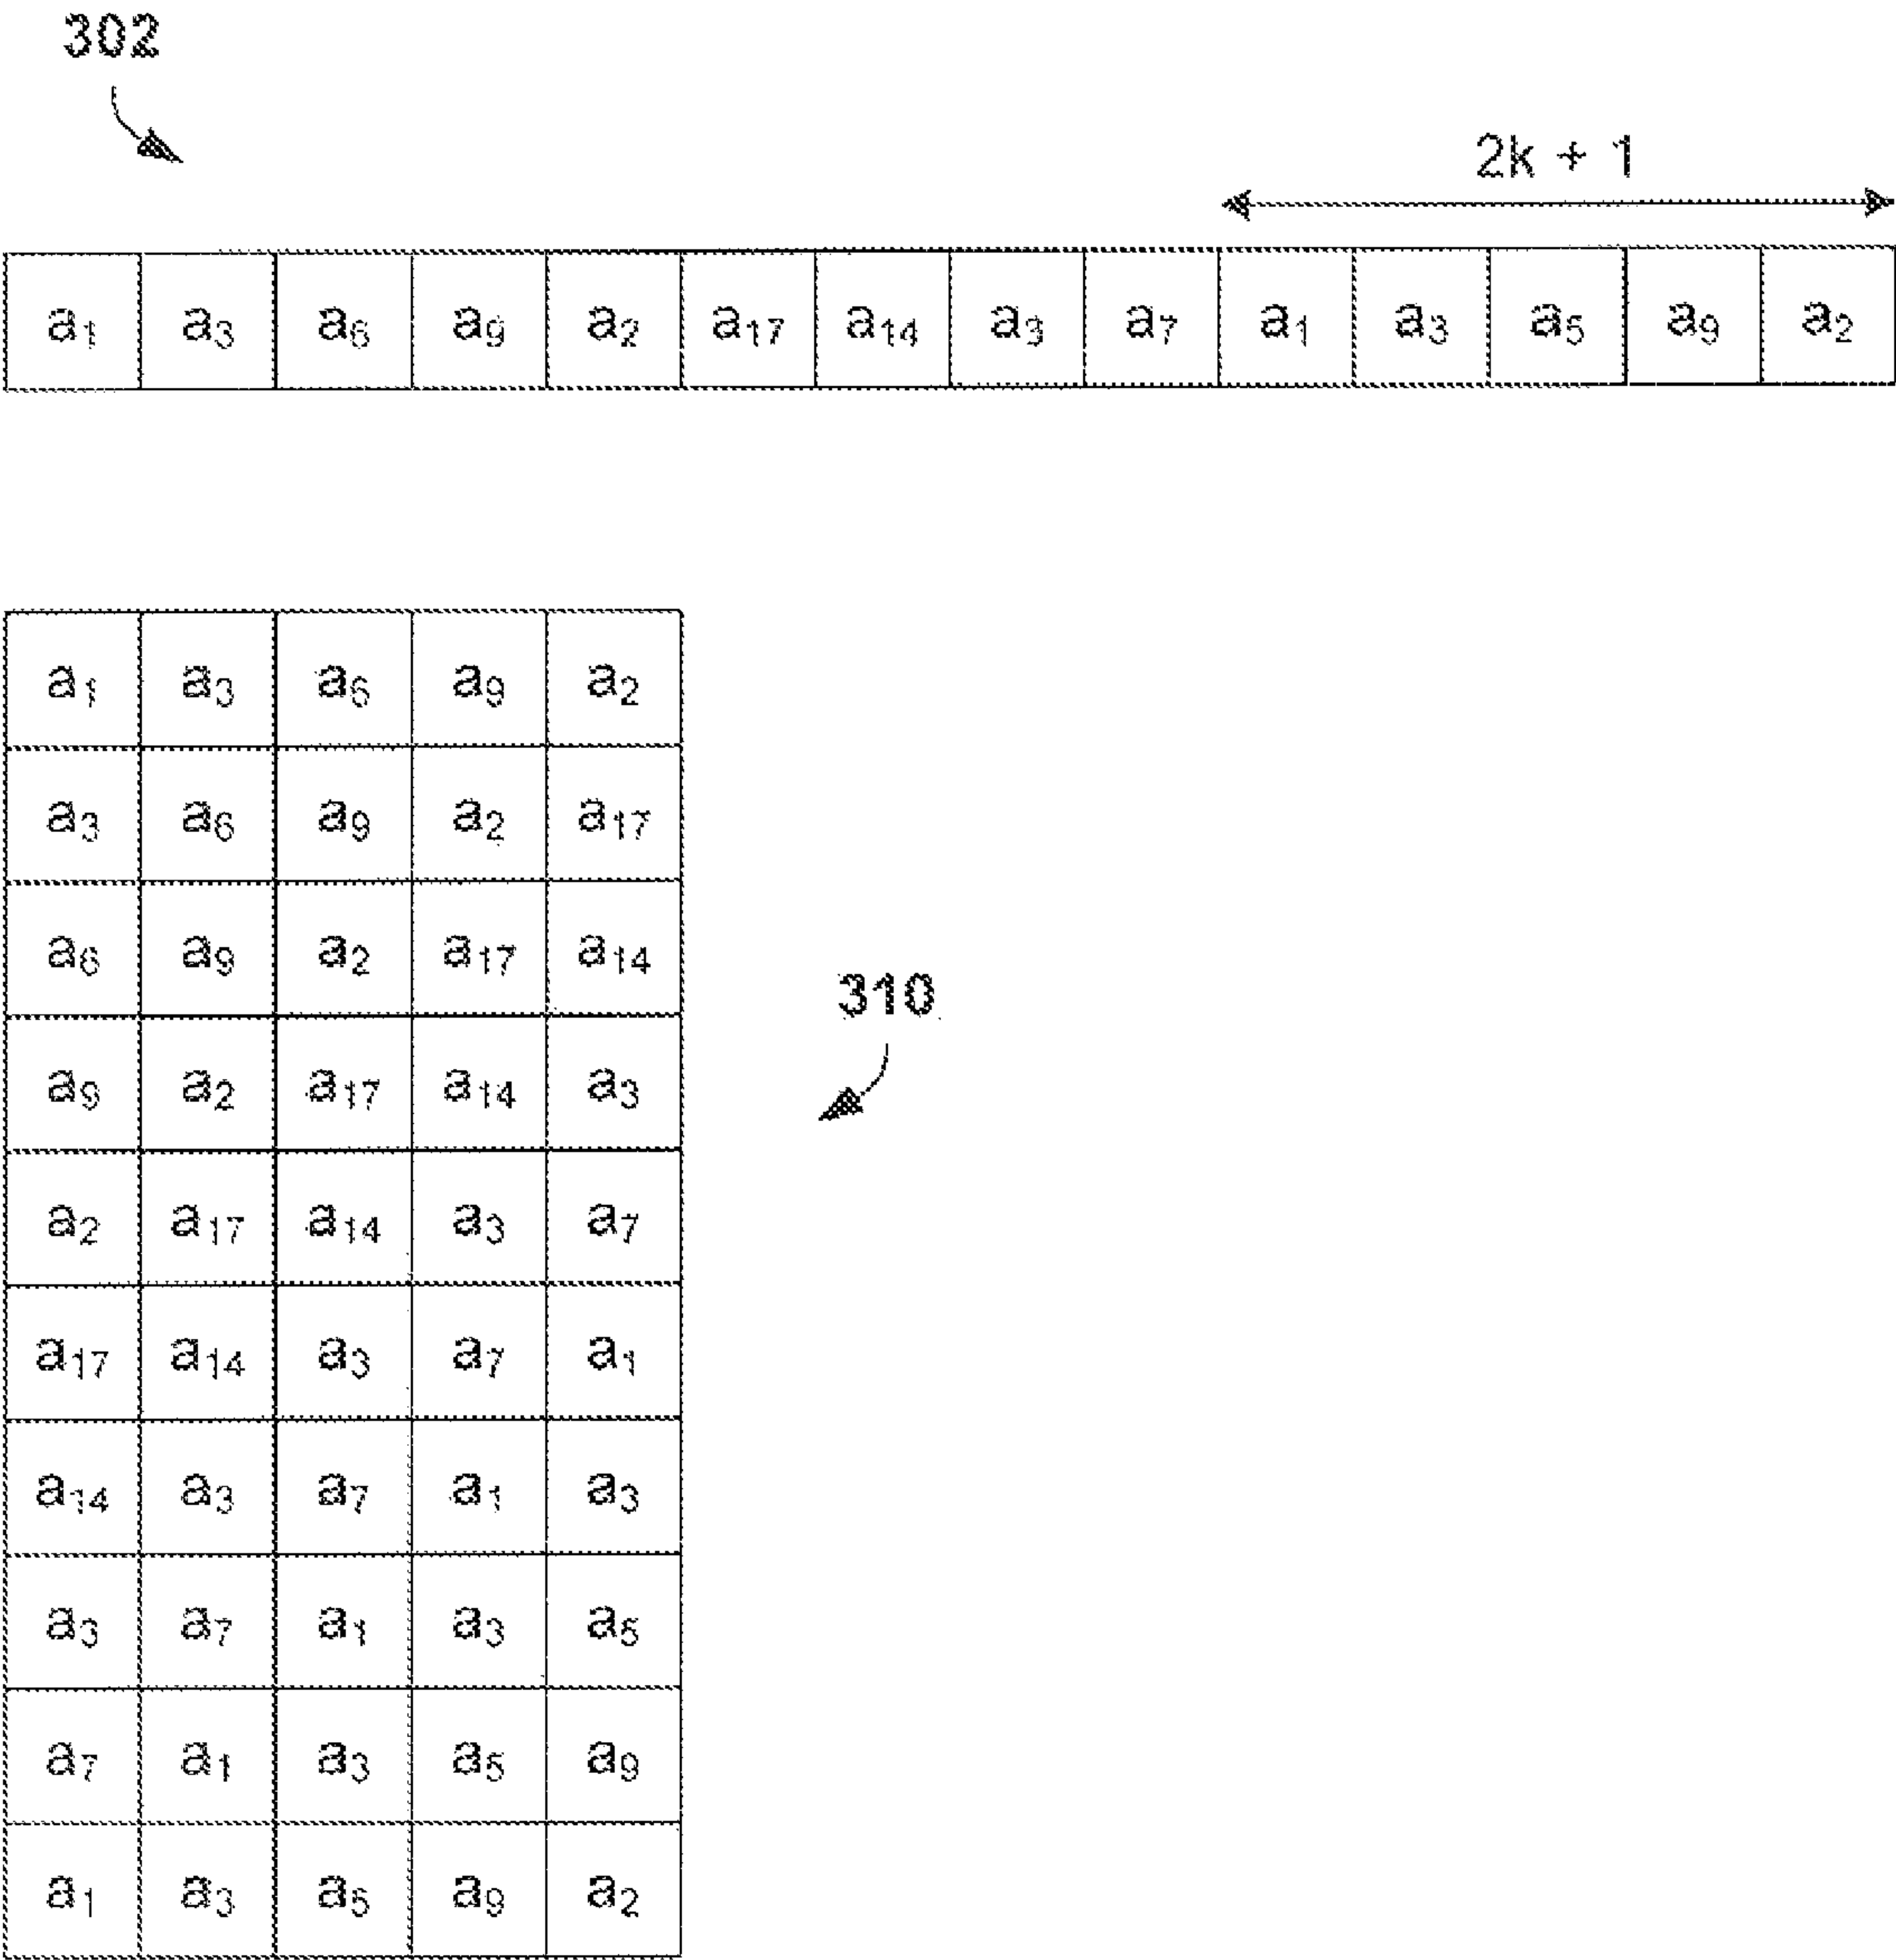 302
2k + 1
a₁ a₃ a₆ a₉ a₂ a₁₇ a₁₄ a₃ a₇ a₁ a₃ a₅ a₉ a₂
a₁ a₃ a₆ a₉ a₂
a₃ a₆ a₉ a₂ a₁₇
a₆ a₉ a₂ a₁₇ a₁₄
310
a₉ a₂ a₁₇ a₁₄ a₃
a₂ a₁₇ a₁₄ a₃ a₇
a₁₇ a₁₄ a₃ a₇ a₁
a₁₄ a₃ a₇ a₁ a₃
a₃ a₇ a₁ a₃ a₅
a₇ a₁ a₃ a₅ a₉
a₁ a₃ a₅ a₉ a₂